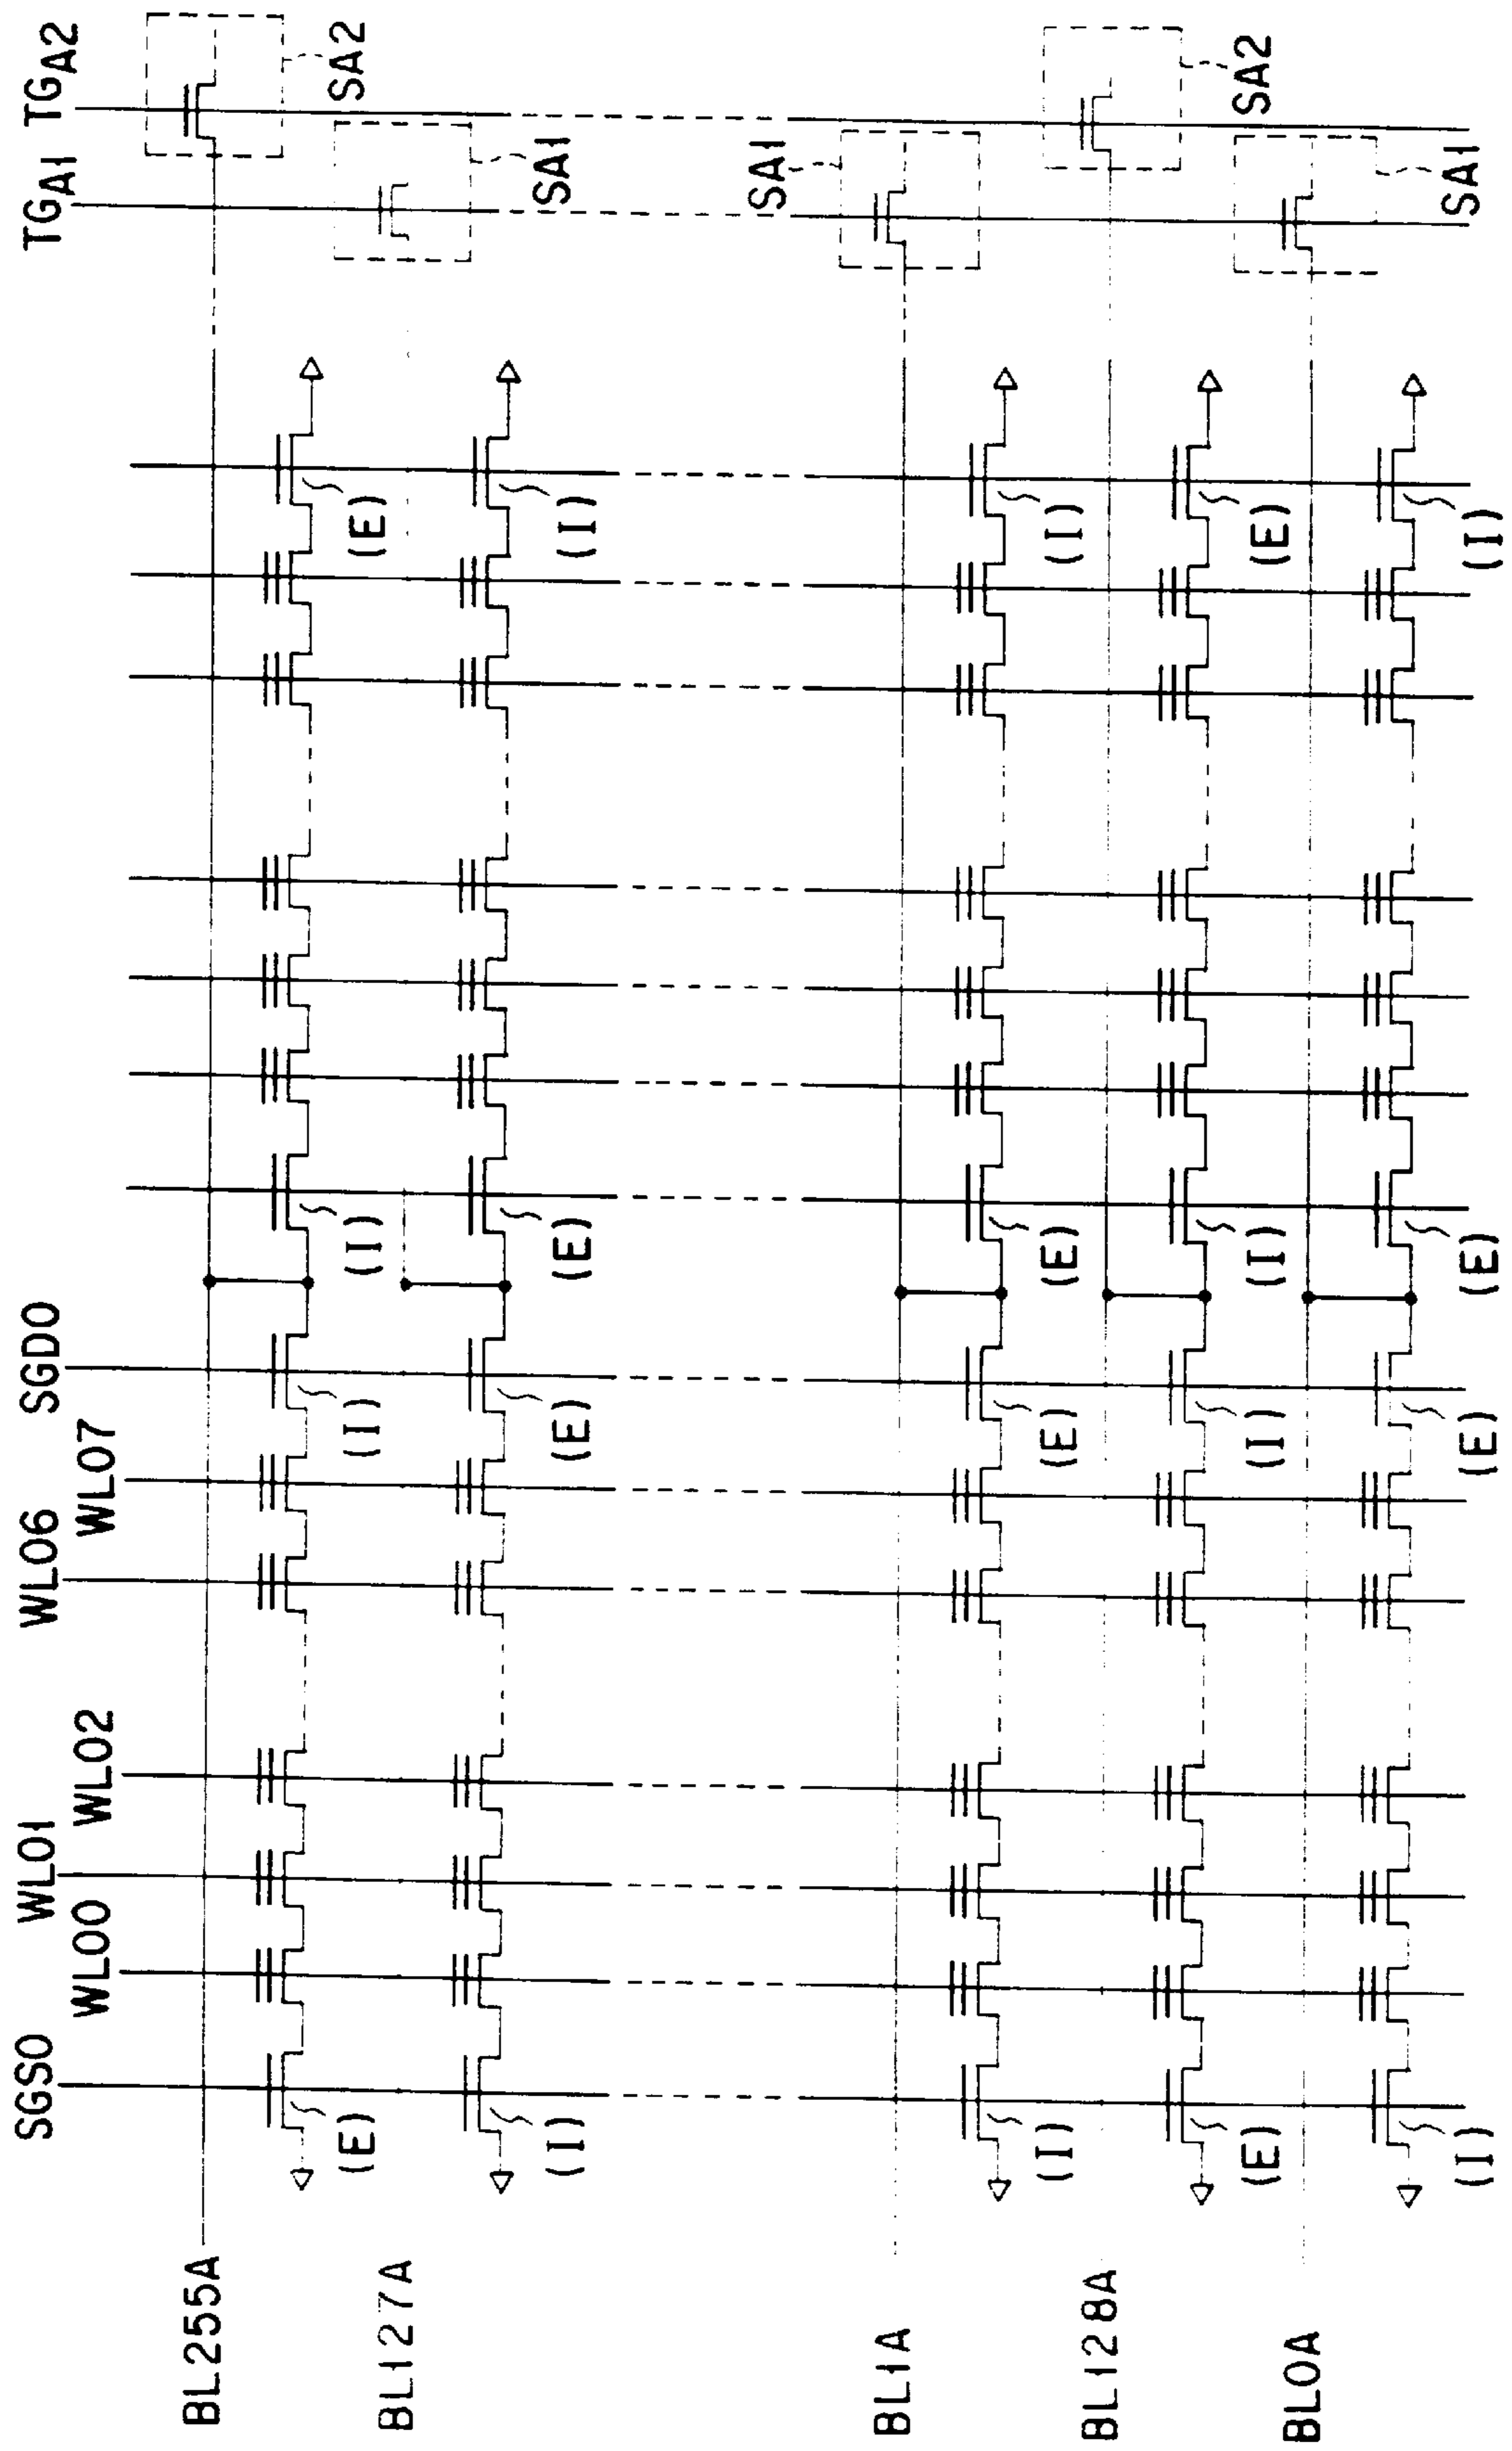 TGA1 TGA2
SA2
SA1
SA1
SA2
SA1
(E)
(I)
(I)
(E)
(I)
(I)
(E)
(E)
(I)
(E)
SGD0
(I)
(E)
(E)
(I)
(E)
WL07
WL06
WL02
WL01
WL00
SGS0
(E)
(I)
(I)
(E)
(I)
BL255A
BL127A
BL1A
BL128A
BL0A